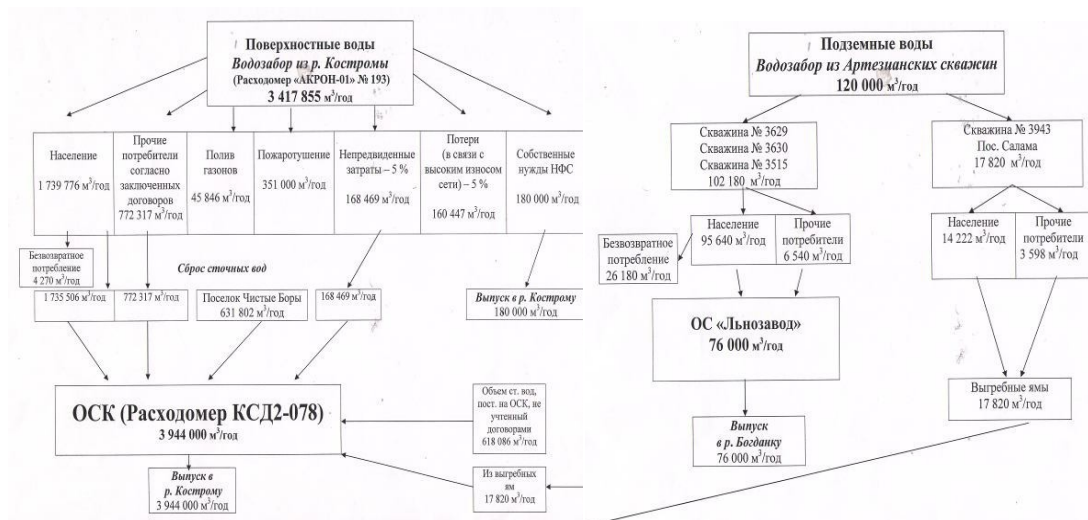 Поверхностные воды
Водозабор из р. Костромы
(Расходомер «АКРОН-01» № 193)
3 417 855 м³/год
Население
1 739 776 м³/год
Прочие
потребители
согласно
заключенных
договоров
772 317 м³/год
Полив
газонов
45 846 м³/год
Пожаротушение
351 000 м³/год
Непредвиденные
затраты – 5 %
168 469 м³/год
Потери
(в связи с
высоким износом
сети) – 5 %
160 447 м³/год
Собственные
нужды НФС
180 000 м³/год
Безвозвратное
потребление
4 270 м³/год
Сброс сточных вод
1 735 506 м³/год
772 317 м³/год
Поселок Чистые Боры
631 802 м³/год
168 469 м³/год
Выпуск в р. Кострому
180 000 м³/год
ОСК (Расходомер КСД2-078)
3 944 000 м³/год
Объем ст. вод,
пост. на ОСК, не
учтенный
договорами
618 086 м³/год
Из выгребных
ям
17 820 м³/год
Выпуск в
р. Кострому
3 944 000 м³/год
Подземные воды
Водозабор из Артезианских скважин
120 000 м³/год
Скважина № 3629
Скважина № 3630
Скважина № 3515
102 180 м³/год
Скважина № 3943
Пос. Салама
17 820 м³/год
Население
95 640 м³/год
Прочие
потребители
6 540 м³/год
Безвозвратное
потребление
26 180 м³/год
Население
14 222 м³/год
Прочие
потребители
3 598 м³/год
ОС «Льнозавод»
76 000 м³/год
Выгребные ямы
17 820 м³/год
Выпуск
в р. Богданку
76 000 м³/год